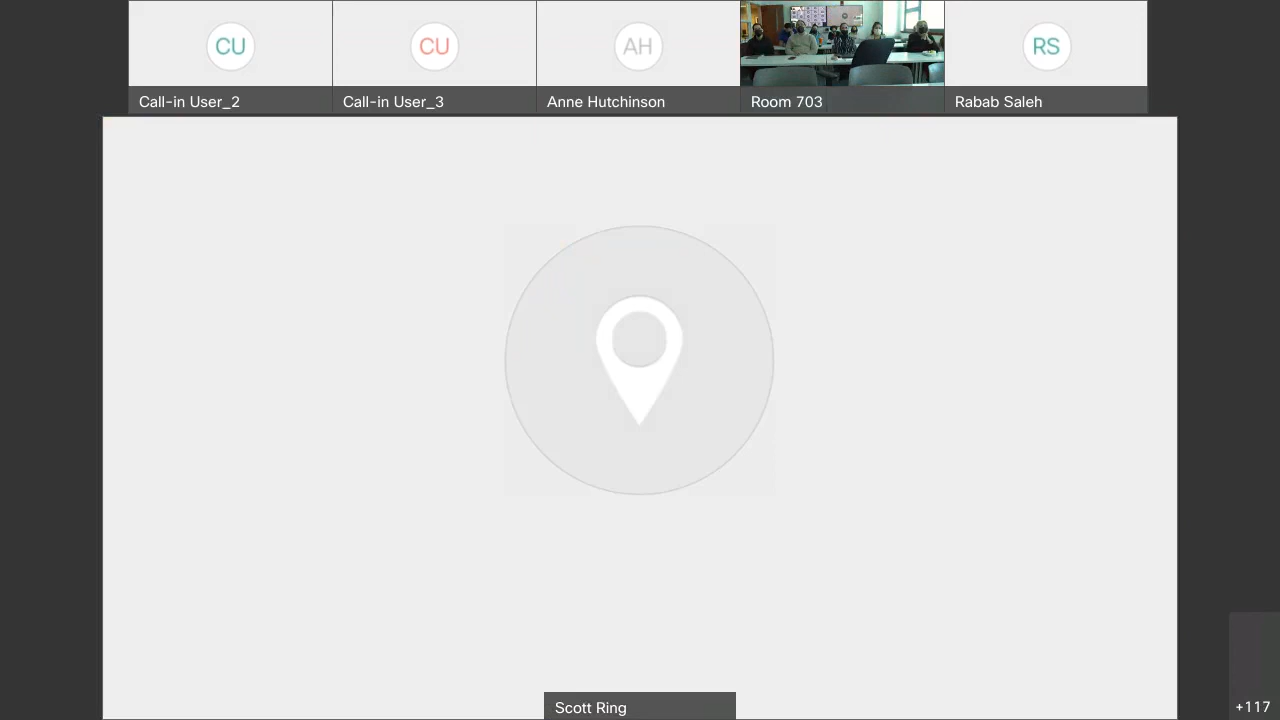 CU
CU
AH
RS
Call-in User_2
Call-in User_3
Anne Hutchinson
Room 703
Rabab Saleh
Scott Ring
+117